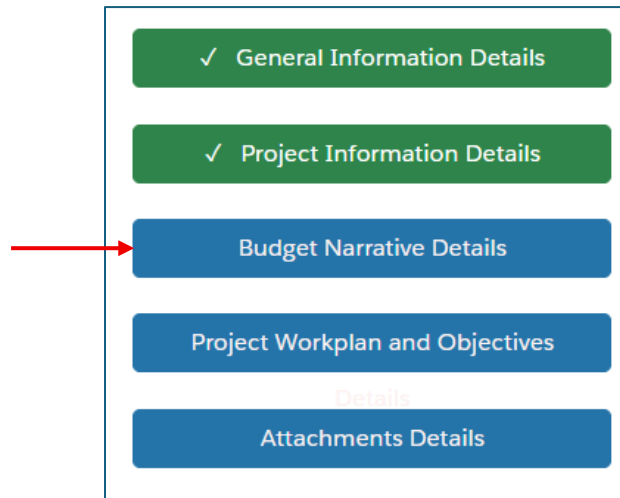 ✓ General Information Details
✓ Project Information Details
Budget Narrative Details
Project Workplan and Objectives
Details
Attachments Details